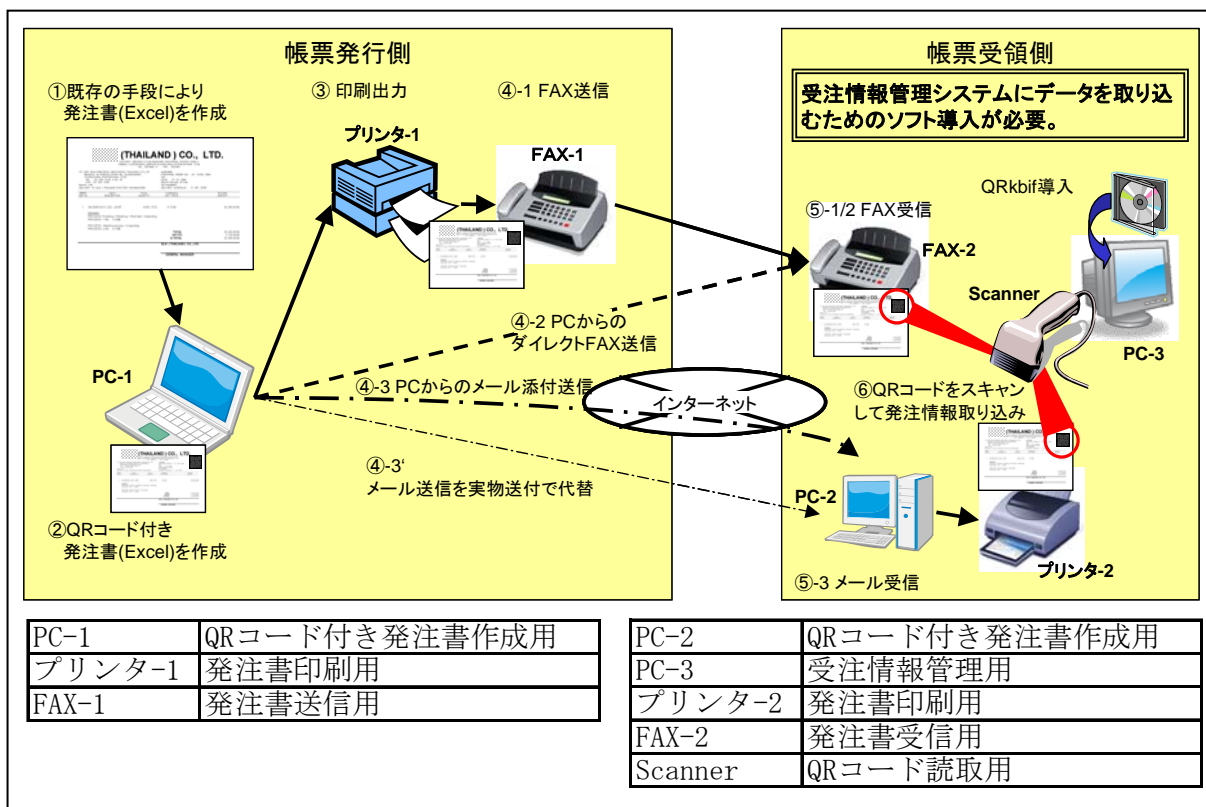 帳票発行側
①既存の手段により
発注書(Excel)を作成
(THAILAND ) CO., LTD.
PC-1
②QRコード付き
発注書(Excel)を作成
③ 印刷出力
プリンタ-1
④-1 FAX送信
FAX-1
④-2 PCからの
ダイレクトFAX送信
④-3 PCからのメール添付送信
④-3‘
メール送信を実物送付で代替
インターネット
帳票受領側
受注情報管理システムにデータを取り込
むためのソフト導入が必要。
QRkbif導入
⑤-1/2 FAX受信
FAX-2
Scanner
PC-3
⑥QRコードをスキャン
して発注情報取り込み
PC-2
⑤-3 メール受信
プリンタ-2
PC-1 QRコード付き発注書作成用
プリンタ-1 発注書印刷用
FAX-1 発注書送信用
PC-2 QRコード付き発注書作成用
PC-3 受注情報管理用
プリンタ-2 発注書印刷用
FAX-2 発注書受信用
Scanner QRコード読取用